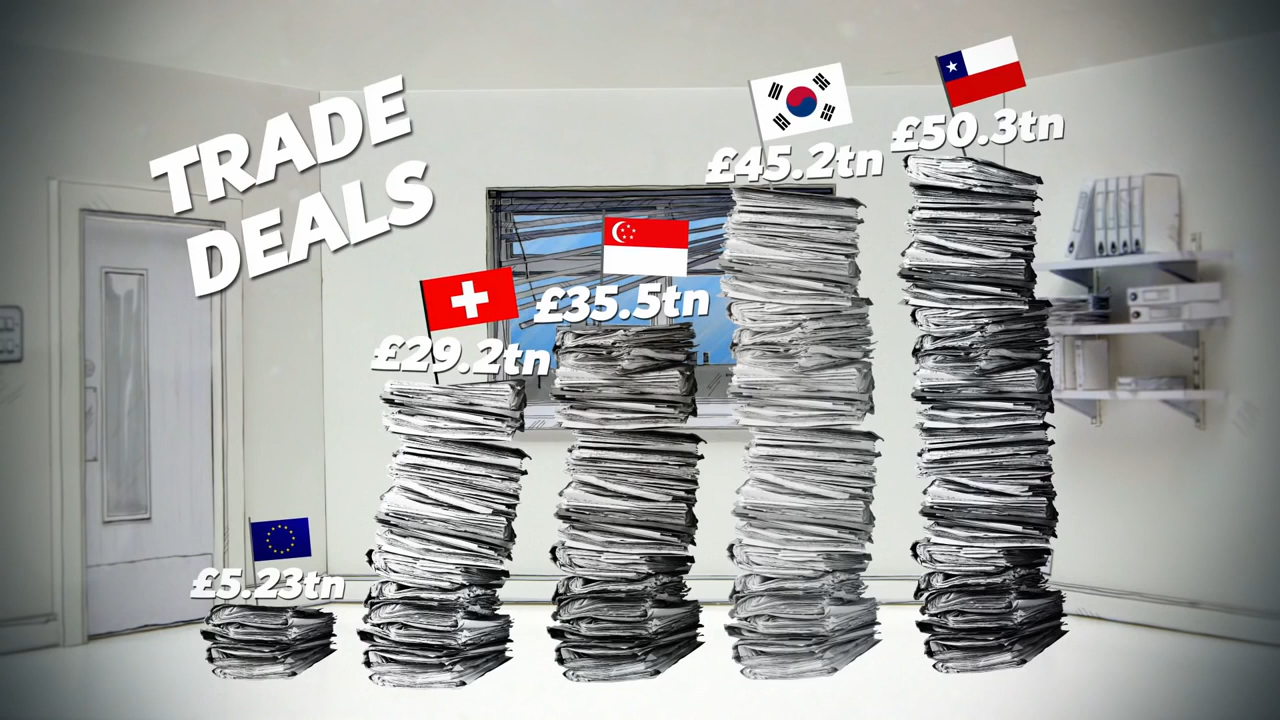 TRADE
DEALS
£5.23tn
£29.2tn
£35.5tn
£45.2tn
£50.3tn